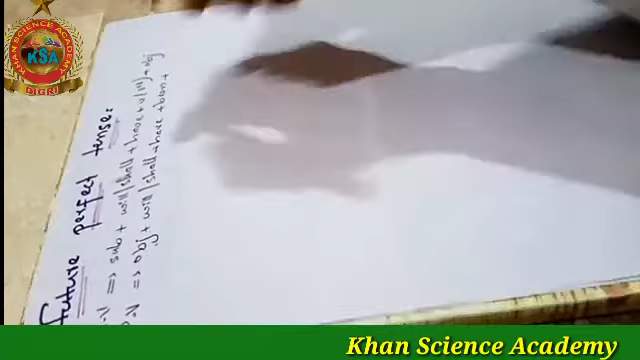 KHAN SCIENCE ACADEMY
KSA
DIGRI
Future perfect tense:
.V => sub + will/shall + have + v(III) + obj
.V => obj + will/shall + have + been +
Khan Science Academy